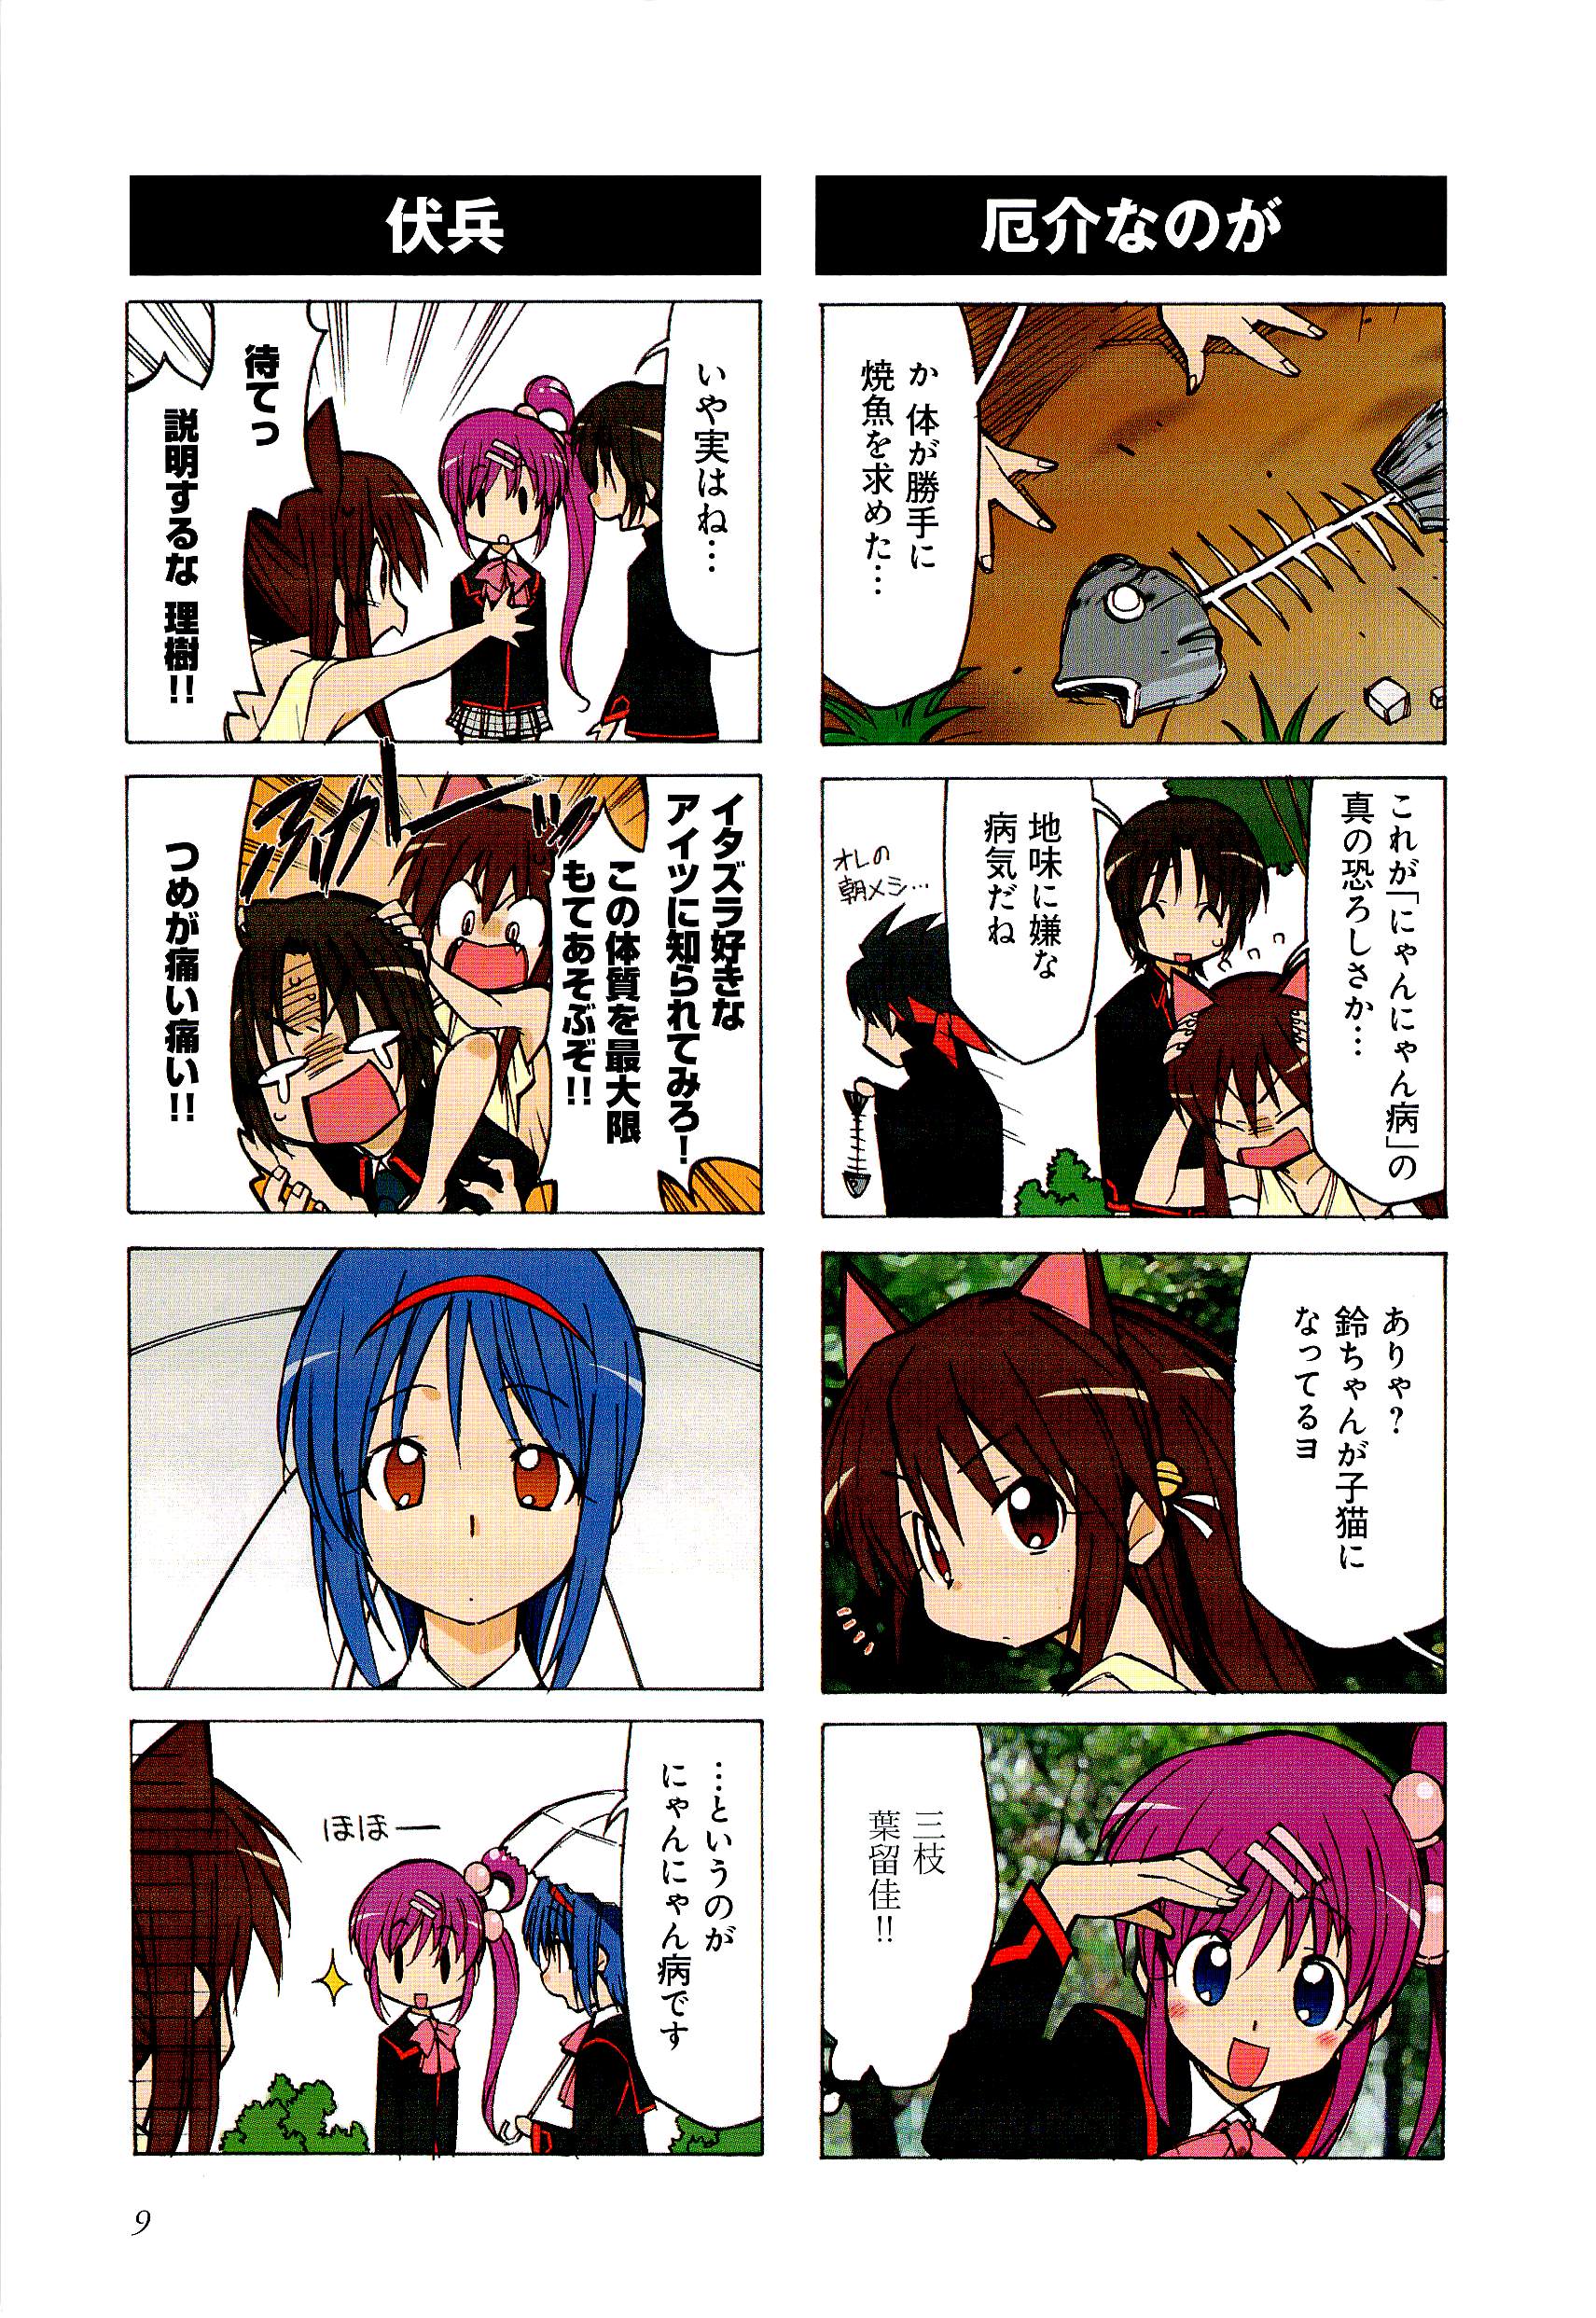 厄介なのが
か 体が勝手に
焼魚を求めた…
これが「にゃんにゃん病」の
真の恐ろしさか…
地味に嫌な
病気だね
オレの
朝メシ…
ありゃ?
鈴ちゃんが子猫に
なってるヨ
三枝
葉留佳!!
伏兵
いや実はね…
待てっ
説明するな 理樹!!
イタズラ好きな
アイツに知られてみろ!
この体質を最大限
もてあそぶぞ!!
フカーーッ
つめが痛い痛い!!
…というのが
にゃんにゃん病です
ほほー
9